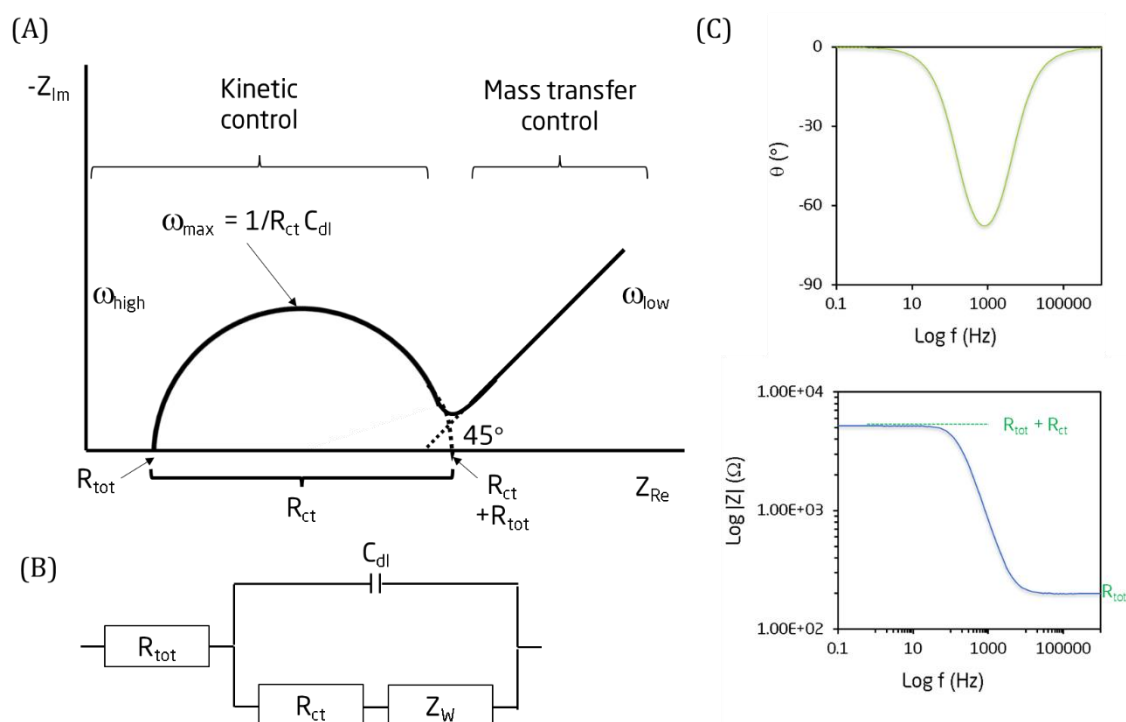 (A)
-Z_Im
Kinetic
control
Mass transfer
control
ω_max = 1/R_ct C_dl
ω_high
ω_low
45°
R_tot
R_ct
R_ct
+R_tot
Z_Re
(B)
C_dl
R_tot
R_ct
Z_W
(C)
θ (°)
0
-30
-60
-90
0.1
10
1000
100000
Log f (Hz)
Log |Z| (Ω)
1.00E+04
1.00E+03
1.00E+02
R_tot + R_ct
R_tot
0.1
10
1000
100000
Log f (Hz)